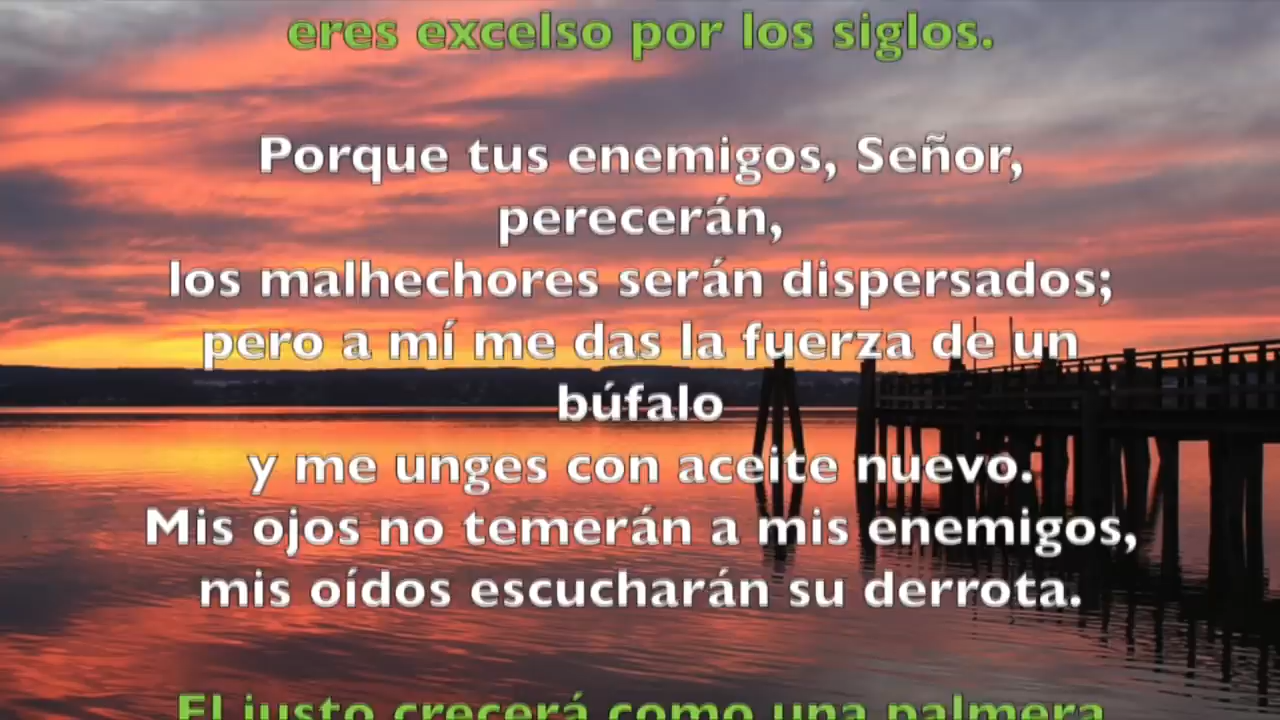 eres excelso por los siglos.
Porque tus enemigos, Señor,
perecerán,
los malhechores serán dispersados;
pero a mí me das la fuerza de un
búfalo
y me unges con aceite nuevo.
Mis ojos no temerán a mis enemigos,
mis oídos escucharán su derrota.
El justo crecerá como una palmera